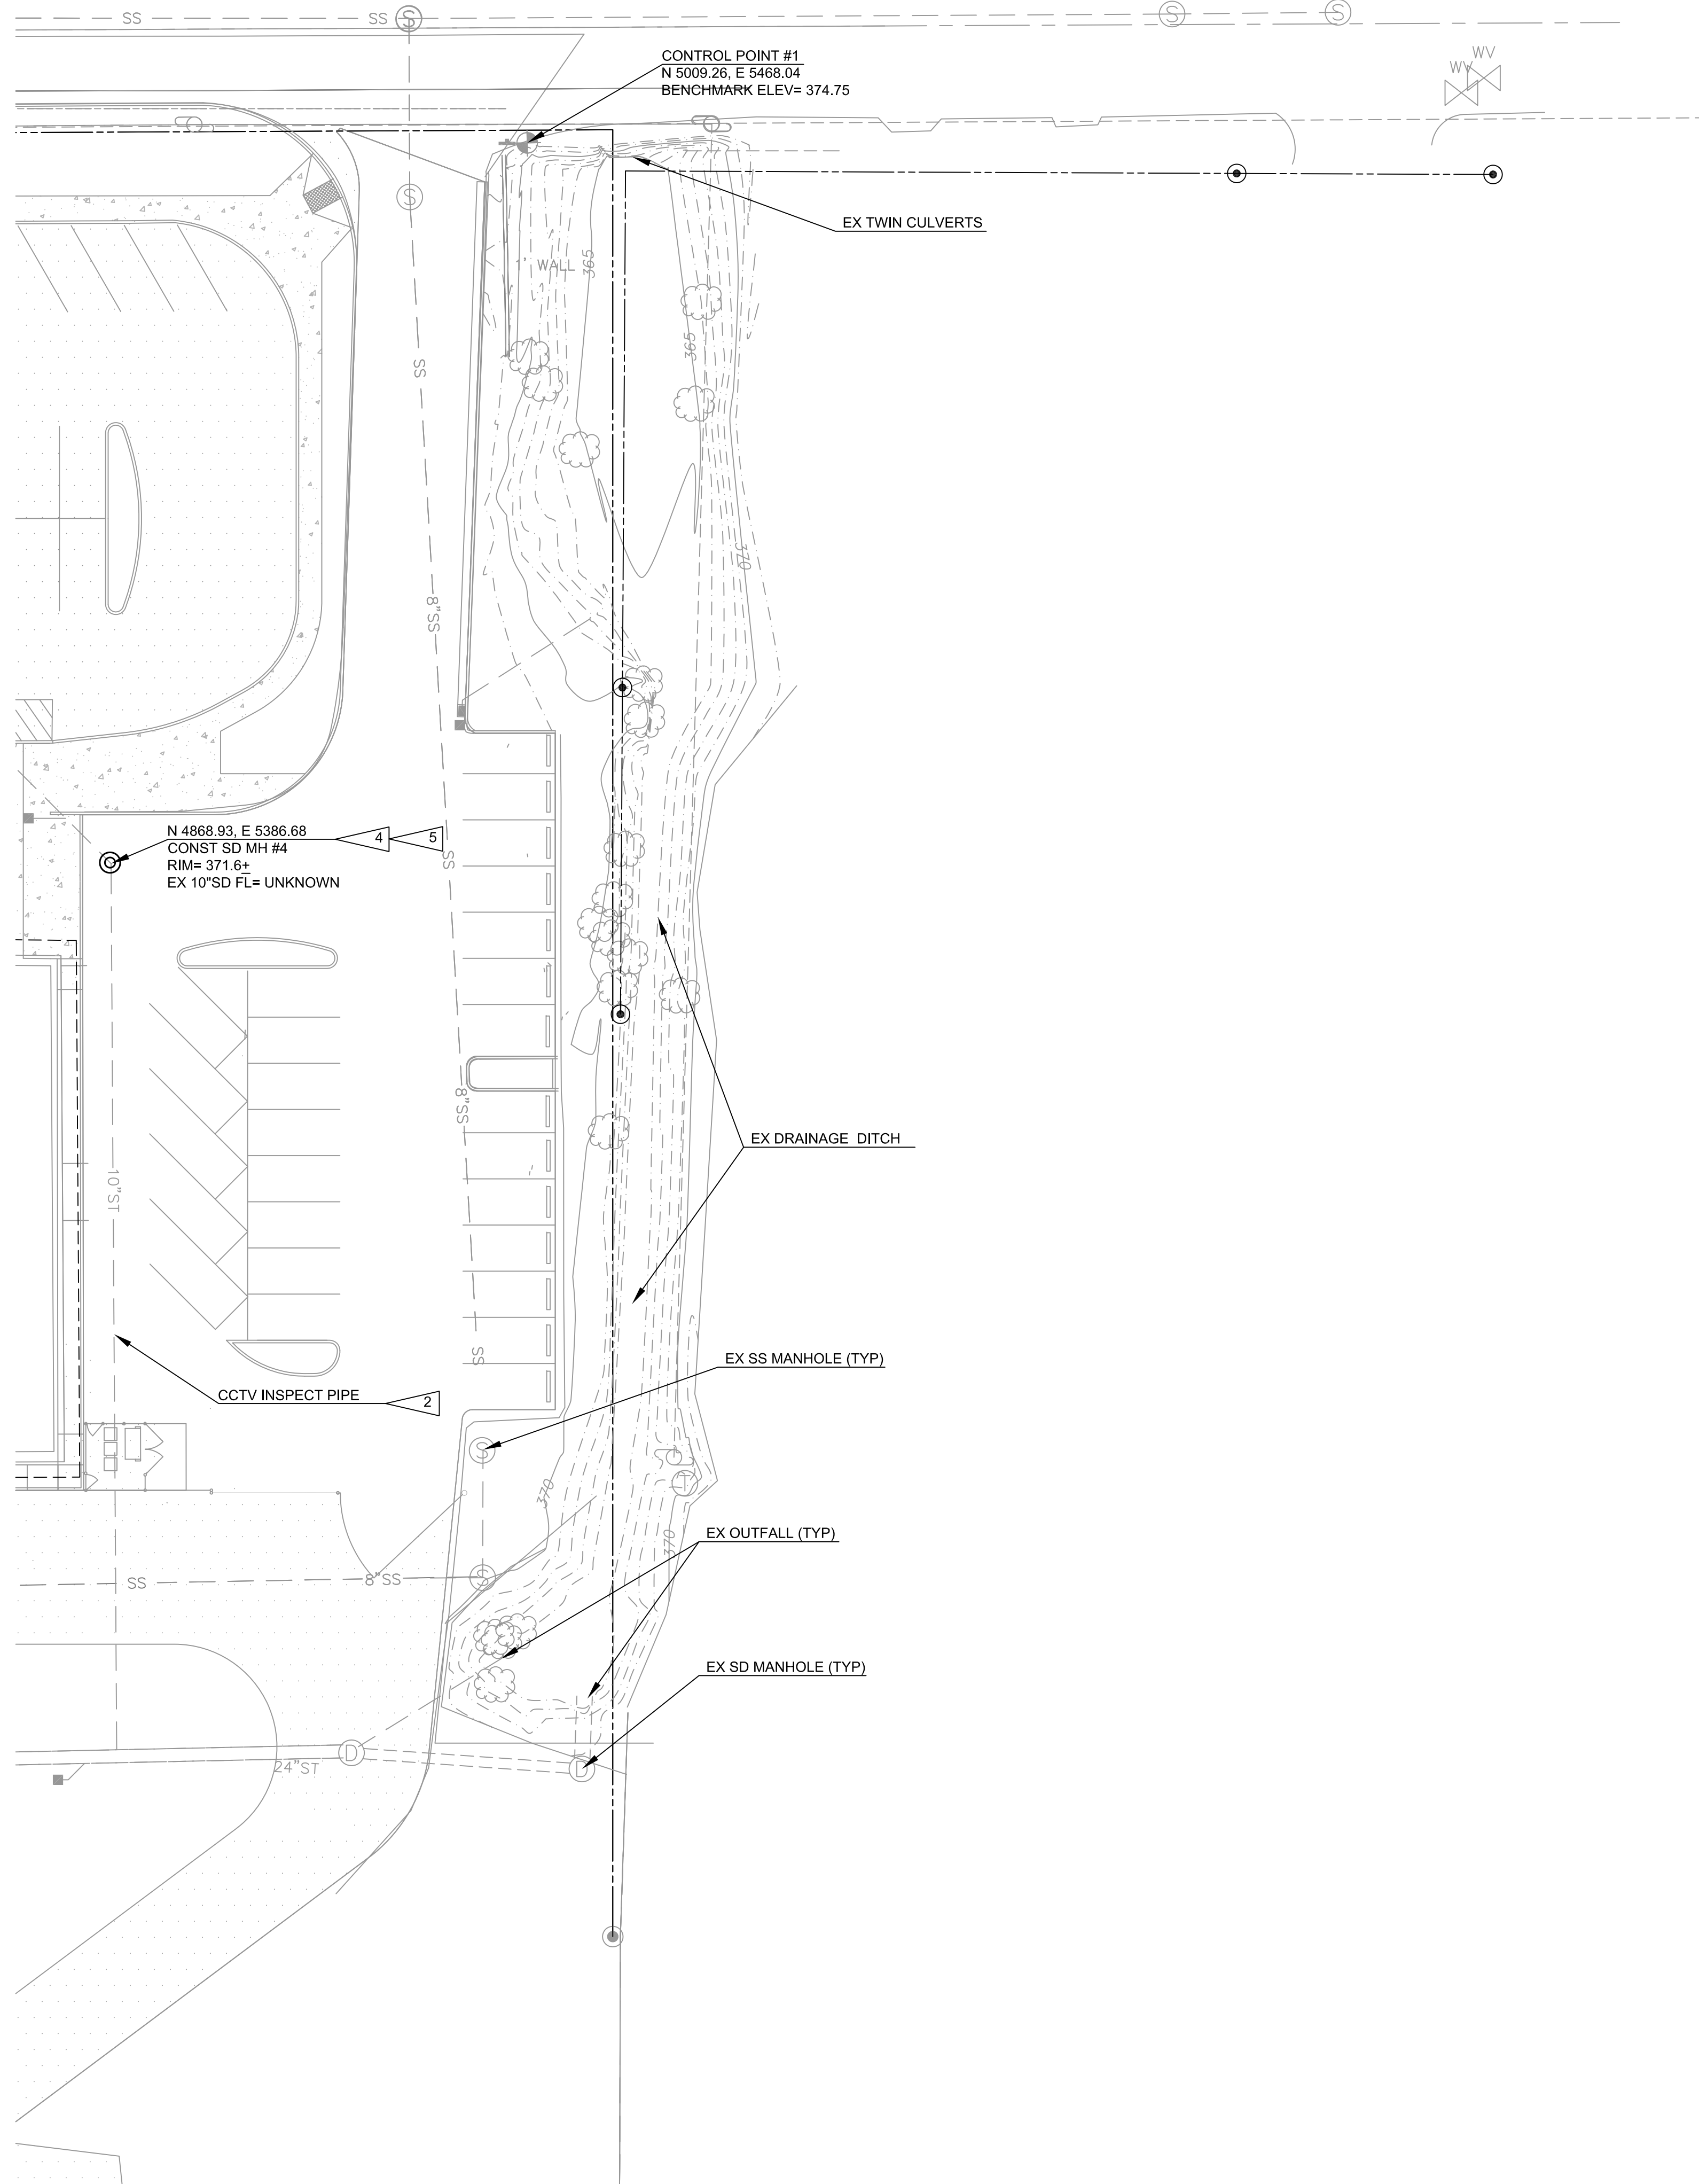 SS
SS
S
S
S
CONTROL POINT #1
N 5009.26, E 5468.04
BENCHMARK ELEV= 374.75
WV
WV
S
EX TWIN CULVERTS
WALL
365
365
SS
370
8"SS
N 4868.93, E 5386.68
CONST SD MH #4
RIM= 371.6±
EX 10"SD FL= UNKNOWN
4
5
SS
8"SS
EX DRAINAGE DITCH
10"ST
SS
EX SS MANHOLE (TYP)
CCTV INSPECT PIPE
2
S
T
370
370
EX OUTFALL (TYP)
SS
8"SS
S
EX SD MANHOLE (TYP)
D
24"ST
D